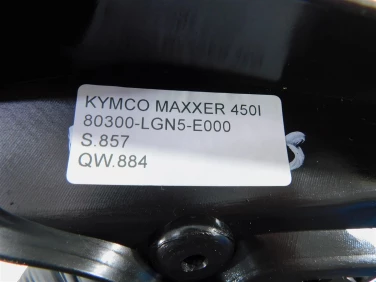 KYMCO MAXXER 450I
80300-LGN5-E000
S.857
QW.884